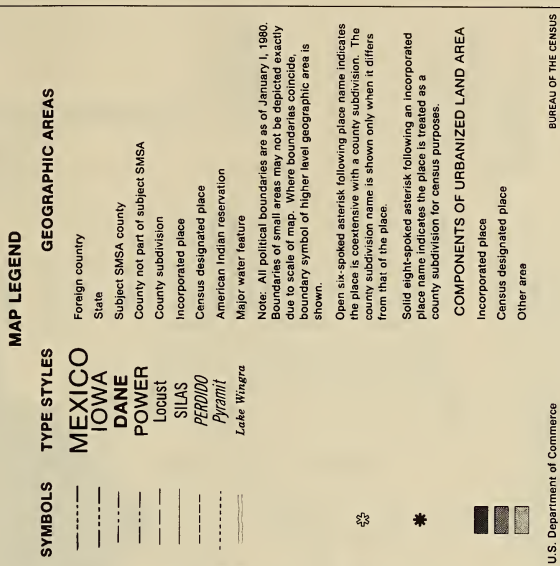 MAP LEGEND
SYMBOLS TYPE STYLES GEOGRAPHIC AREAS
MEXICO Foreign country
IOWA State
DANE Subject SMSA county
POWER County not part of subject SMSA
Locust County subdivision
SILAS Incorporated place
PERDIDO Census designated place
Pyramit American Indian reservation
Lake Wingra Major water feature
Note: All political boundaries are as of January 1, 1980.
Boundaries of small areas may not be depicted exactly
due to scale of map. Where boundarias coincide,
boundary symbol of higher level geographic area is
shown.
Open six-spoked asterisk following place name indicates
the place is coextensive with a county subdivision. The
county subdivision name is shown only when it differs
from that of the place.
Solid eight-spoked asterisk following an incorporated
place name indicates the place is treated as a
county subdivision for census purposes.
COMPONENTS OF URBANIZED LAND AREA
Incorporated place
Census designated place
Other area
U.S. Department of Commerce BUREAU OF THE CENSUS